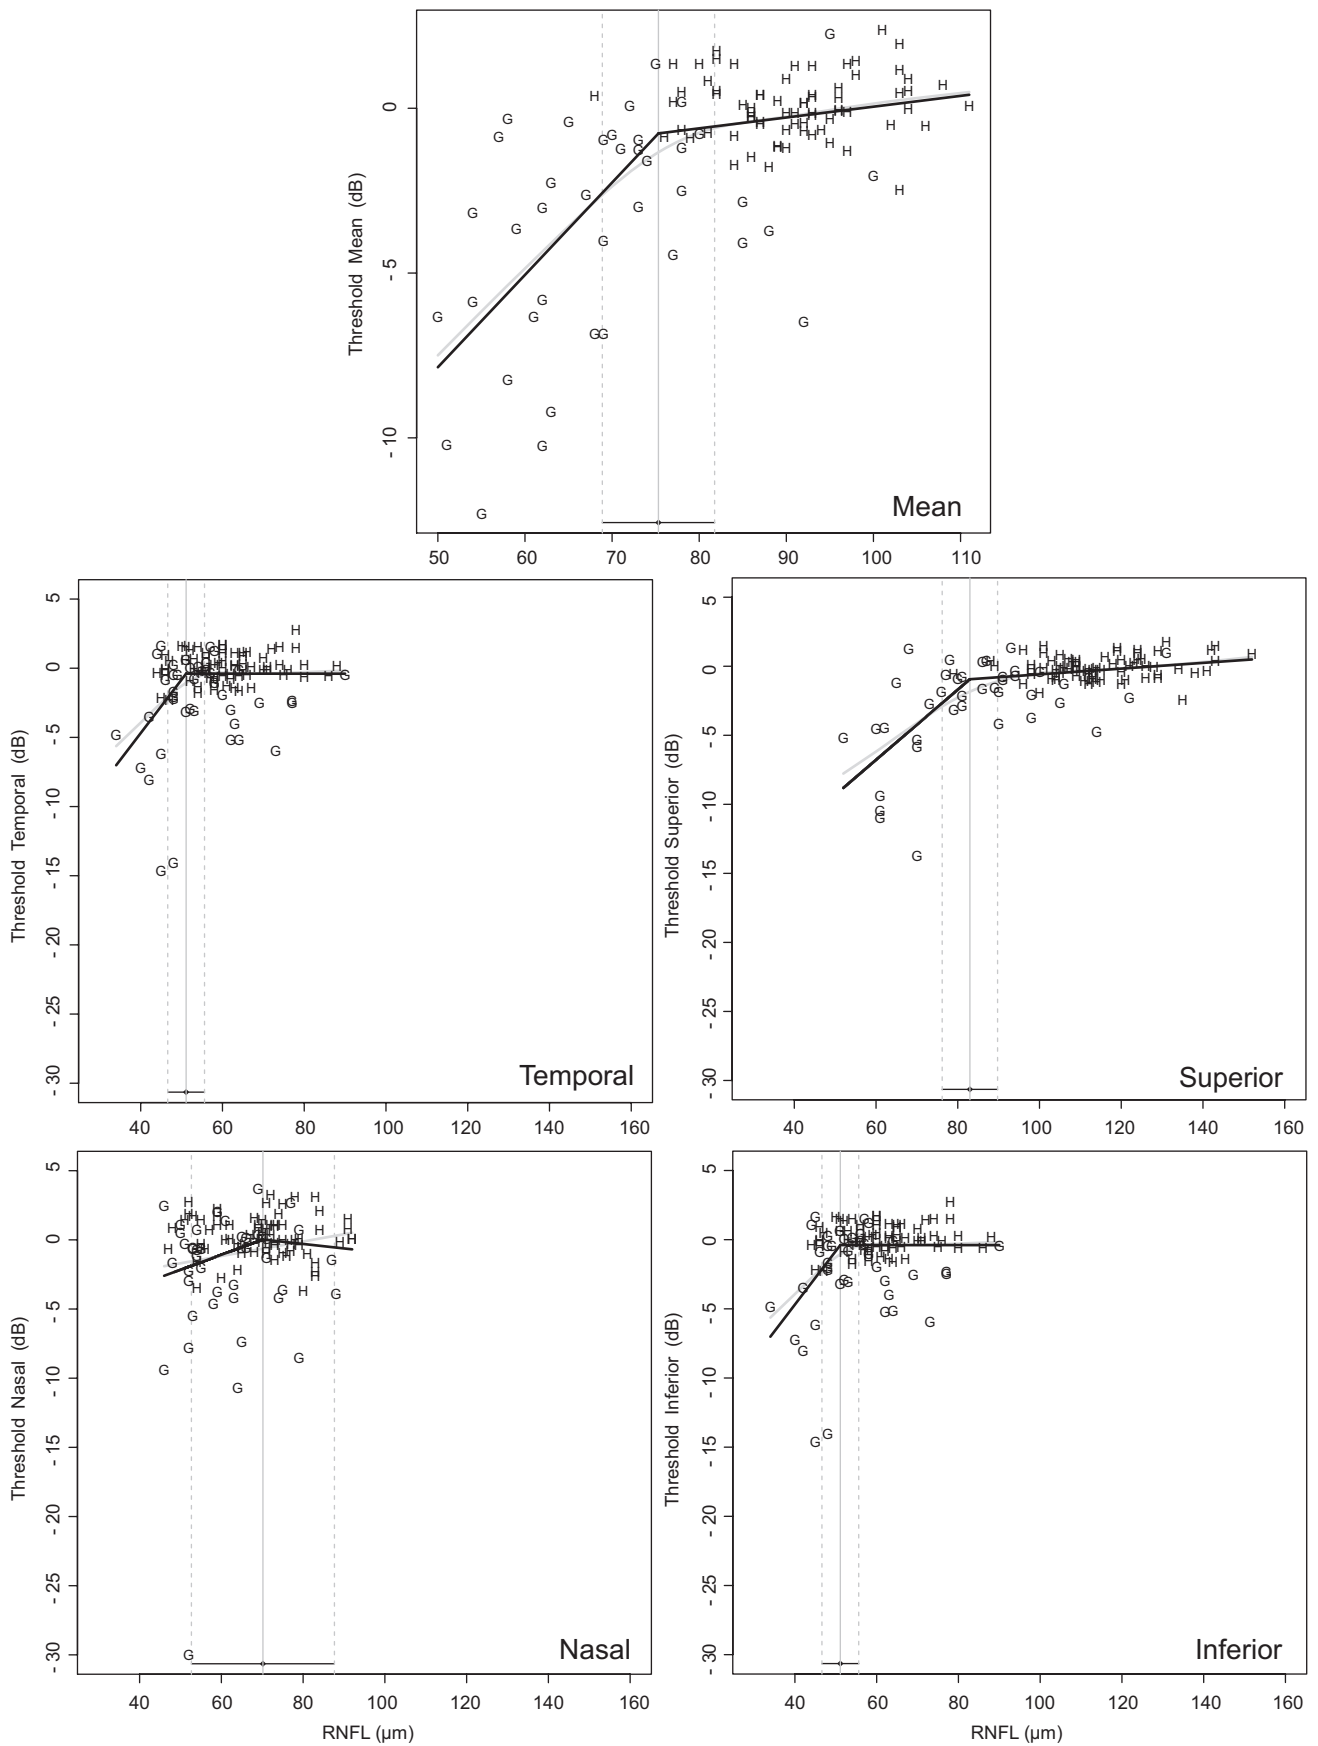 Threshold Mean (dB)
0
- 5
- 10
Mean
50 60 70 80 90 100 110
Threshold Temporal (dB)
5
0
- 5
- 10
- 15
- 20
- 25
- 30
Temporal
40 60 80 100 120 140 160
Threshold Superior (dB)
5
0
- 5
- 10
- 15
- 20
- 25
- 30
Superior
40 60 80 100 120 140 160
Threshold Nasal (dB)
5
0
- 5
- 10
- 15
- 20
- 25
- 30
Nasal
40 60 80 100 120 140 160
RNFL (µm)
Threshold Inferior (dB)
5
0
- 5
- 10
- 15
- 20
- 25
- 30
Inferior
40 60 80 100 120 140 160
RNFL (µm)